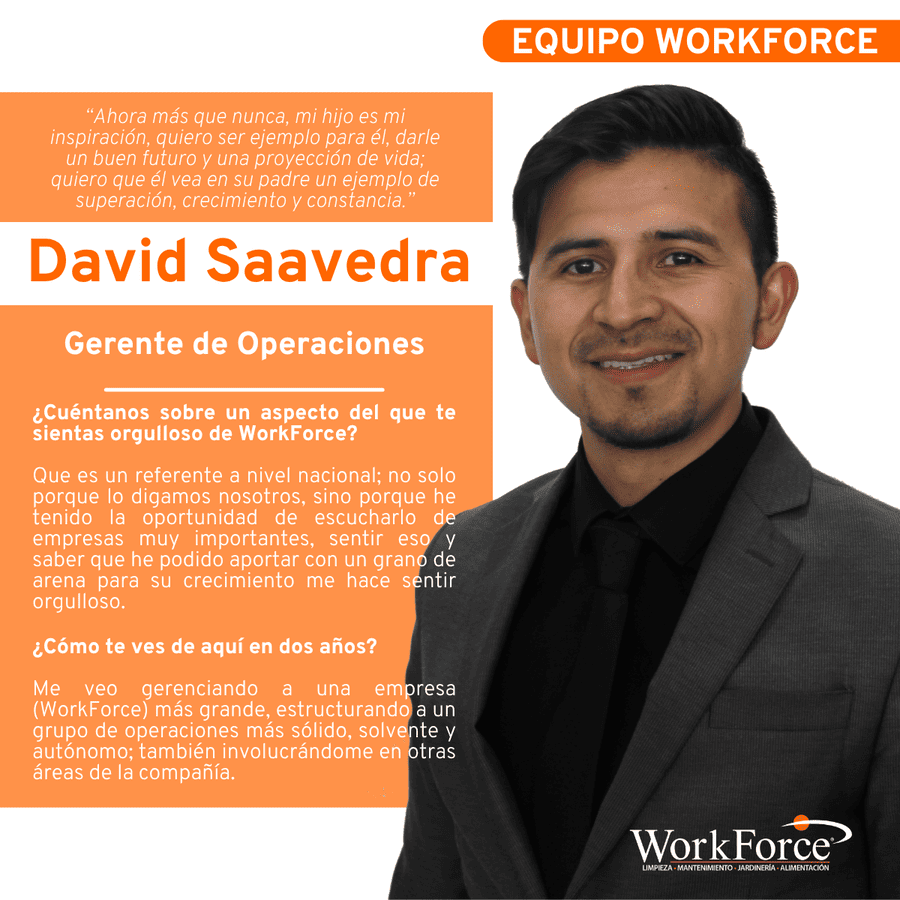 EQUIPO WORKFORCE
“Ahora más que nunca, mi hijo es mi
inspiración, quiero ser ejemplo para él, darle
un buen futuro y una proyección de vida;
quiero que él vea en su padre un ejemplo de
superación, crecimiento y constancia.”
David Saavedra
Gerente de Operaciones
¿Cuéntanos sobre un aspecto del que te
sientas orgulloso de WorkForce?
Que es un referente a nivel nacional; no solo
porque lo digamos nosotros, sino porque he
tenido la oportunidad de escucharlo de
empresas muy importantes, sentir eso y
saber que he podido aportar con un grano de
arena para su crecimiento me hace sentir
orgulloso.
¿Cómo te ves de aquí en dos años?
Me veo gerenciando a una empresa
(WorkForce) más grande, estructurando a un
grupo de operaciones más sólido, solvente y
autónomo; también involucrándome en otras
áreas de la compañía.
WorkForce®
LIMPIEZA - MANTENIMIENTO - JARDINERÍA - ALIMENTACIÓN